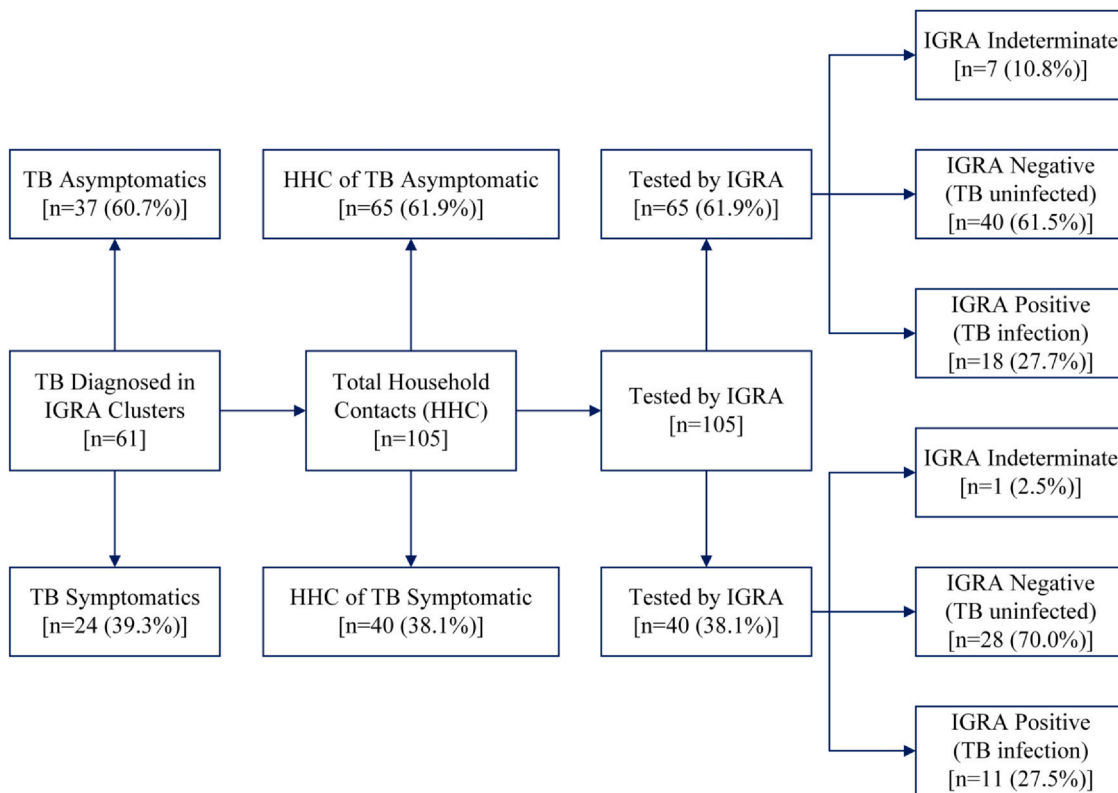 IGRA Indeterminate
[n=7 (10.8%)]
TB Asymptomatics
[n=37 (60.7%)]
HHC of TB Asymptomatic
[n=65 (61.9%)]
Tested by IGRA
[n=65 (61.9%)]
IGRA Negative
(TB uninfected)
[n=40 (61.5%)]
IGRA Positive
(TB infection)
[n=18 (27.7%)]
TB Diagnosed in
IGRA Clusters
[n=61]
Total Household
Contacts (HHC)
[n=105]
Tested by IGRA
[n=105]
IGRA Indeterminate
[n=1 (2.5%)]
TB Symptomatics
[n=24 (39.3%)]
HHC of TB Symptomatic
[n=40 (38.1%)]
Tested by IGRA
[n=40 (38.1%)]
IGRA Negative
(TB uninfected)
[n=28 (70.0%)]
IGRA Positive
(TB infection)
[n=11 (27.5%)]